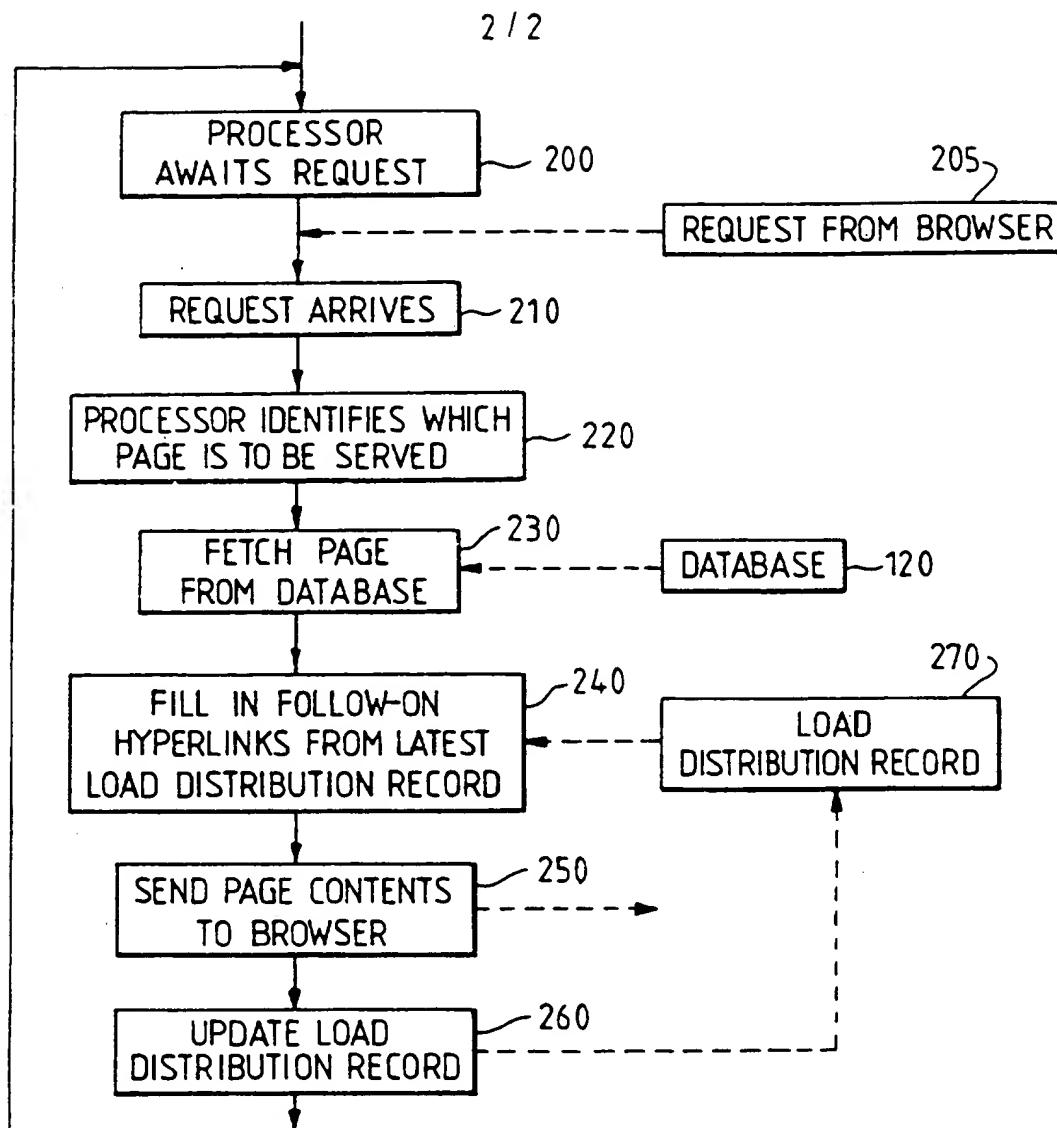 2/2
PROCESSOR
AWAITS REQUEST
200
205
REQUEST FROM BROWSER
REQUEST ARRIVES
210
PROCESSOR IDENTIFIES WHICH
PAGE IS TO BE SERVED
220
FETCH PAGE
FROM DATABASE
230
DATABASE
120
FILL IN FOLLOW-ON
HYPERLINKS FROM LATEST
LOAD DISTRIBUTION RECORD
240
270
LOAD
DISTRIBUTION RECORD
SEND PAGE CONTENTS
TO BROWSER
250
UPDATE LOAD
DISTRIBUTION RECORD
260